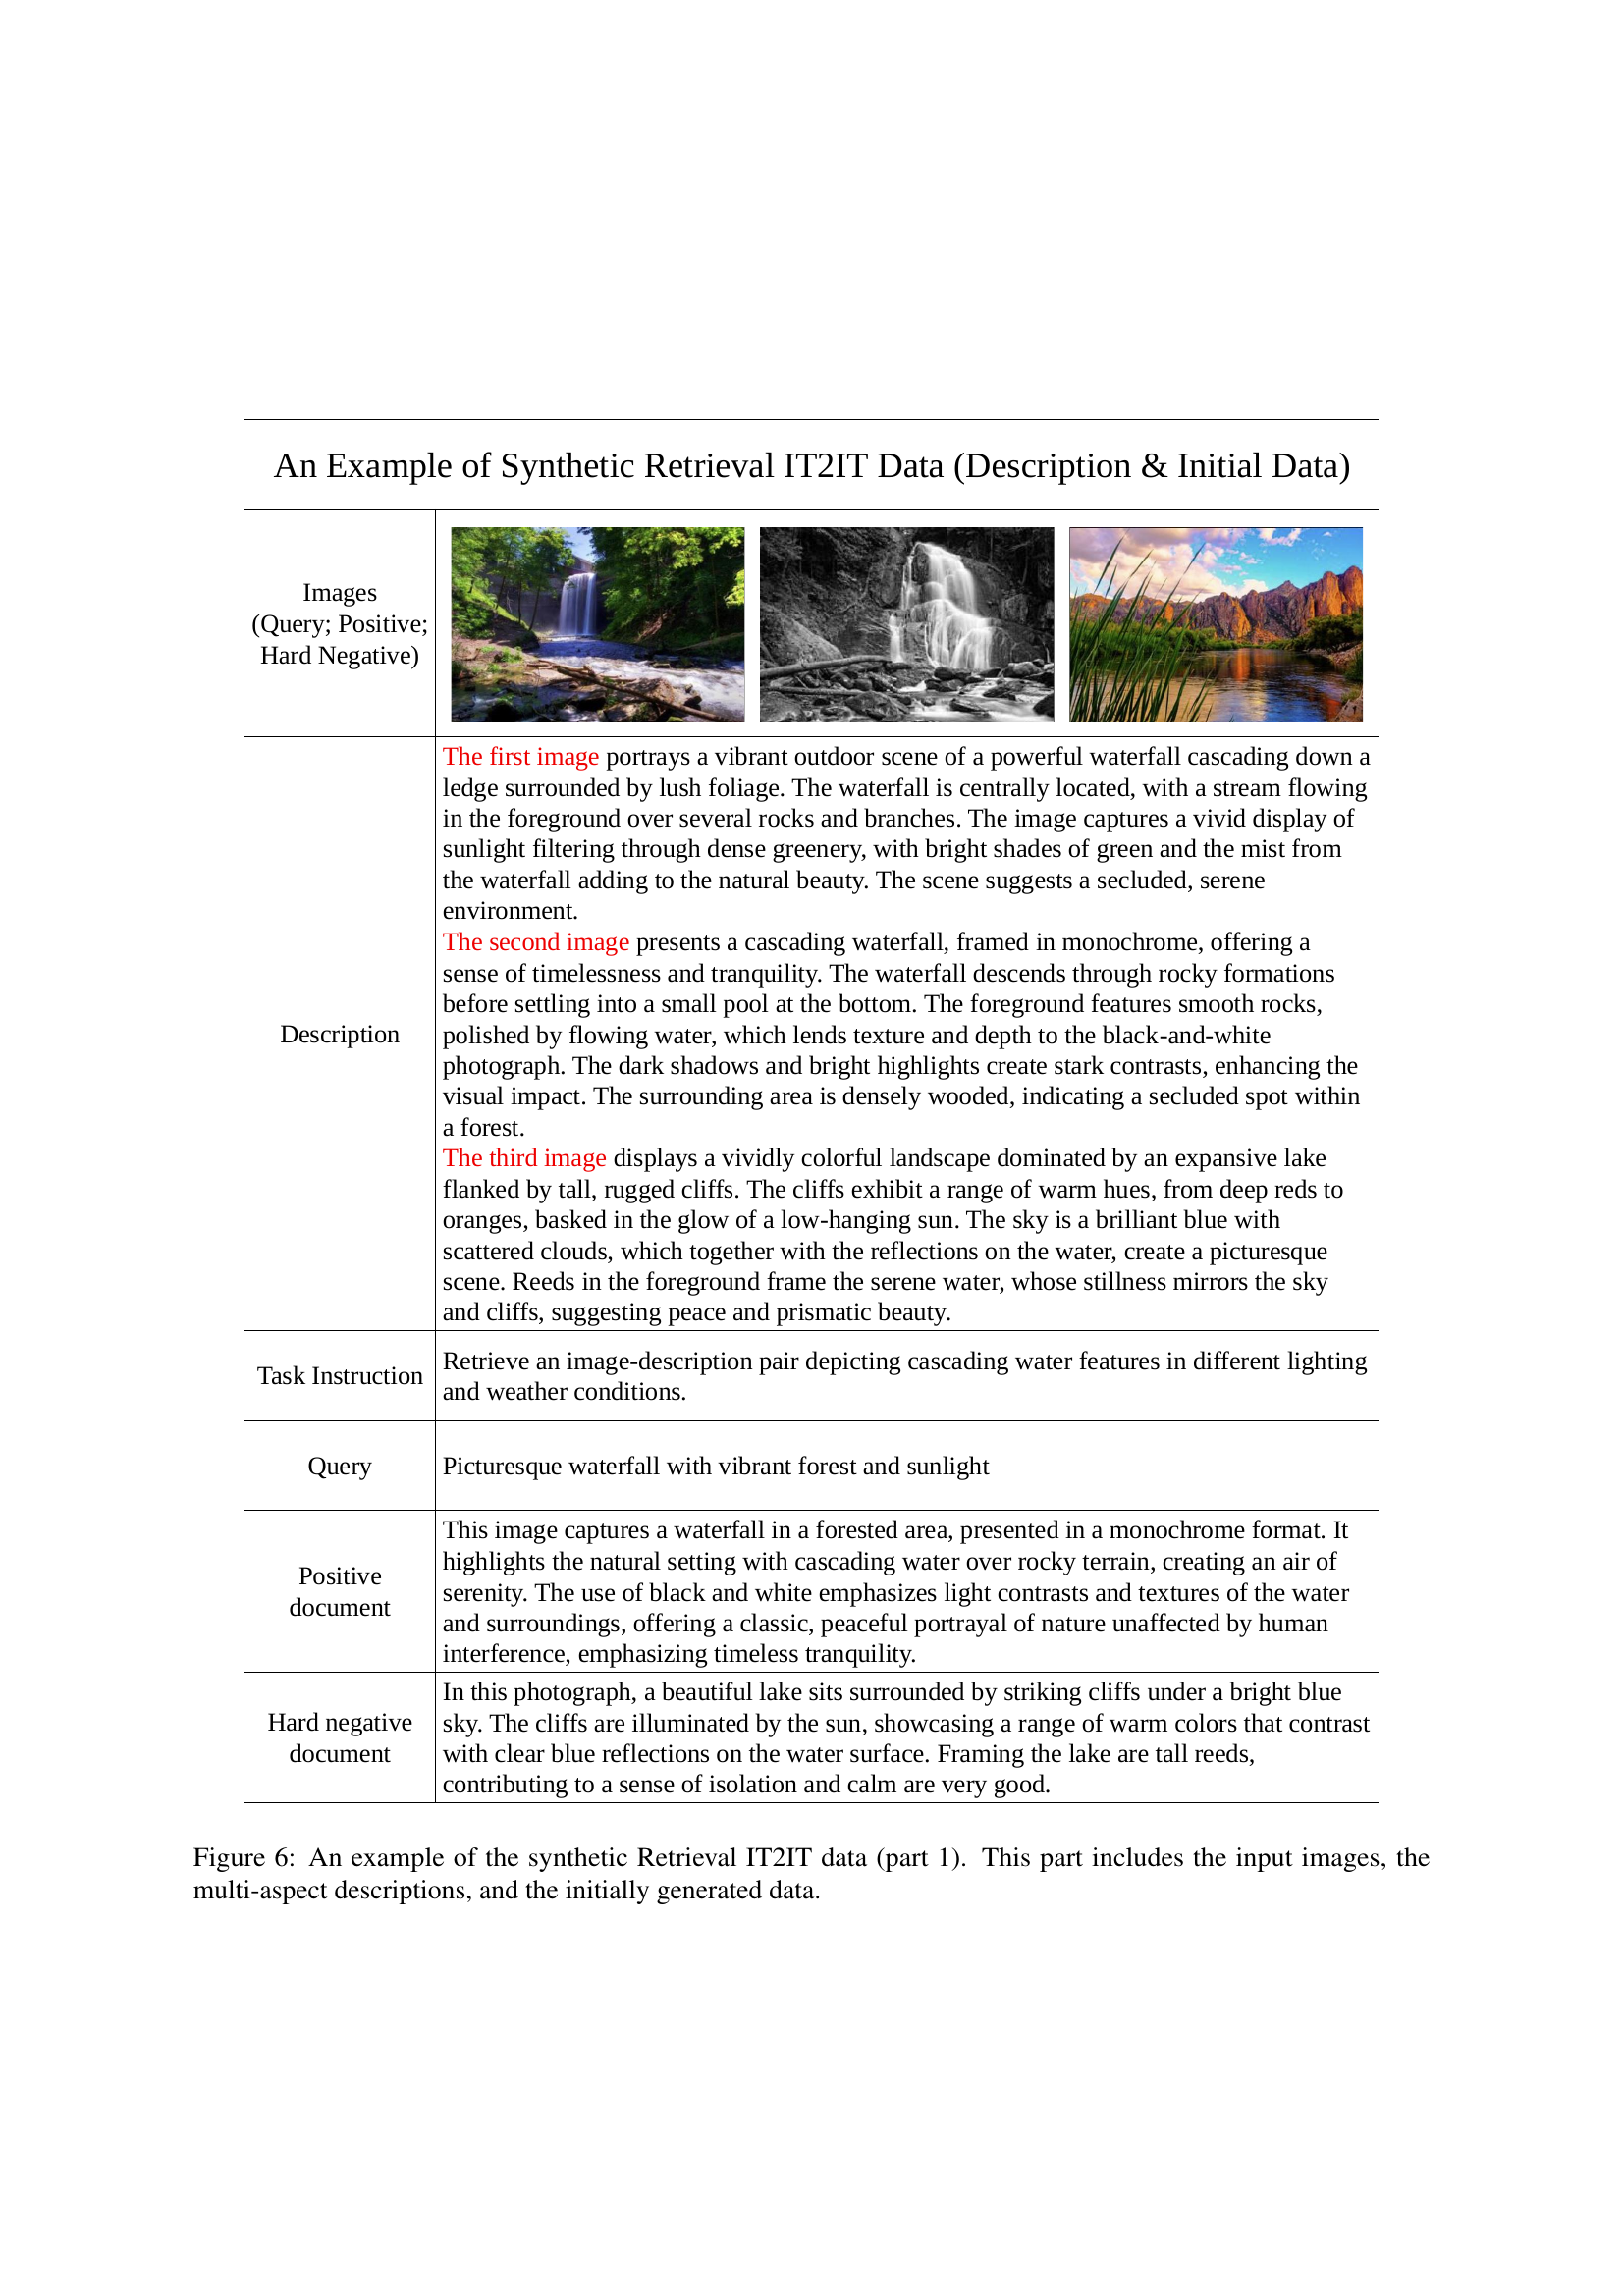 An Example of Synthetic Retrieval IT2IT Data (Description & Initial Data)
Images
(Query; Positive;
Hard Negative)
Description
The first image portrays a vibrant outdoor scene of a powerful waterfall cascading down a
ledge surrounded by lush foliage. The waterfall is centrally located, with a stream flowing
in the foreground over several rocks and branches. The image captures a vivid display of
sunlight filtering through dense greenery, with bright shades of green and the mist from
the waterfall adding to the natural beauty. The scene suggests a secluded, serene
environment.
The second image presents a cascading waterfall, framed in monochrome, offering a
sense of timelessness and tranquility. The waterfall descends through rocky formations
before settling into a small pool at the bottom. The foreground features smooth rocks,
polished by flowing water, which lends texture and depth to the black-and-white
photograph. The dark shadows and bright highlights create stark contrasts, enhancing the
visual impact. The surrounding area is densely wooded, indicating a secluded spot within
a forest.
The third image displays a vividly colorful landscape dominated by an expansive lake
flanked by tall, rugged cliffs. The cliffs exhibit a range of warm hues, from deep reds to
oranges, basked in the glow of a low-hanging sun. The sky is a brilliant blue with
scattered clouds, which together with the reflections on the water, create a picturesque
scene. Reeds in the foreground frame the serene water, whose stillness mirrors the sky
and cliffs, suggesting peace and prismatic beauty.
Task Instruction
Retrieve an image-description pair depicting cascading water features in different lighting
and weather conditions.
Query
Picturesque waterfall with vibrant forest and sunlight
Positive
document
This image captures a waterfall in a forested area, presented in a monochrome format. It
highlights the natural setting with cascading water over rocky terrain, creating an air of
serenity. The use of black and white emphasizes light contrasts and textures of the water
and surroundings, offering a classic, peaceful portrayal of nature unaffected by human
interference, emphasizing timeless tranquility.
Hard negative
document
In this photograph, a beautiful lake sits surrounded by striking cliffs under a bright blue
sky. The cliffs are illuminated by the sun, showcasing a range of warm colors that contrast
with clear blue reflections on the water surface. Framing the lake are tall reeds,
contributing to a sense of isolation and calm are very good.
Figure 6: An example of the synthetic Retrieval IT2IT data (part 1). This part includes the input images, the
multi-aspect descriptions, and the initially generated data.